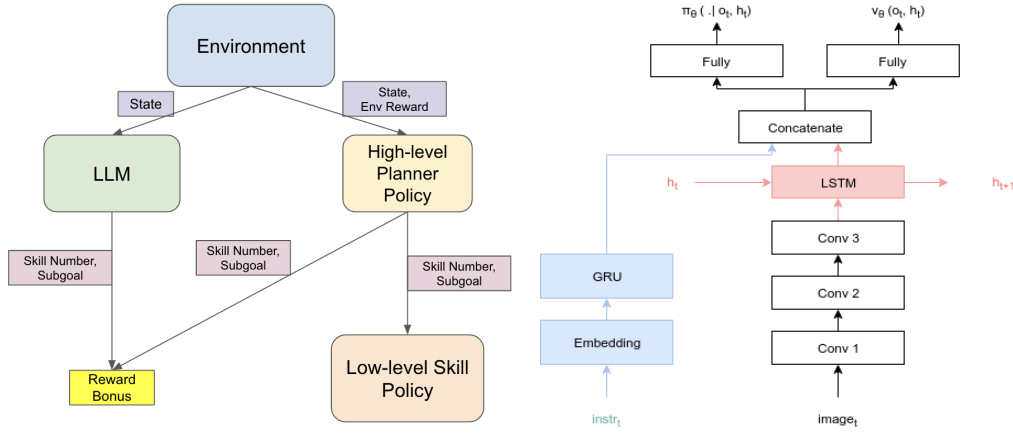 Environment
State
State,
Env Reward
LLM
High-level
Planner
Policy
Skill Number,
Subgoal
Skill Number,
Subgoal
Skill Number,
Subgoal
Reward
Bonus
Low-level Skill
Policy
πθ ( .| ot, ht)
vθ (ot, ht)
Fully
Fully
Concatenate
ht
LSTM
ht+1
Conv 3
GRU
Conv 2
Embedding
Conv 1
instrt
imaget